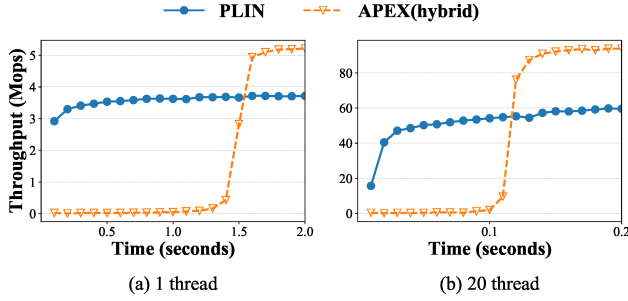 PLIN APEX(hybrid)
Throughput (Mops)
5
4
3
2
1
0
0.5 1.0 1.5 2.0
Time (seconds)
(a) 1 thread
80
60
40
20
0
0.1 0.2
Time (seconds)
(b) 20 thread